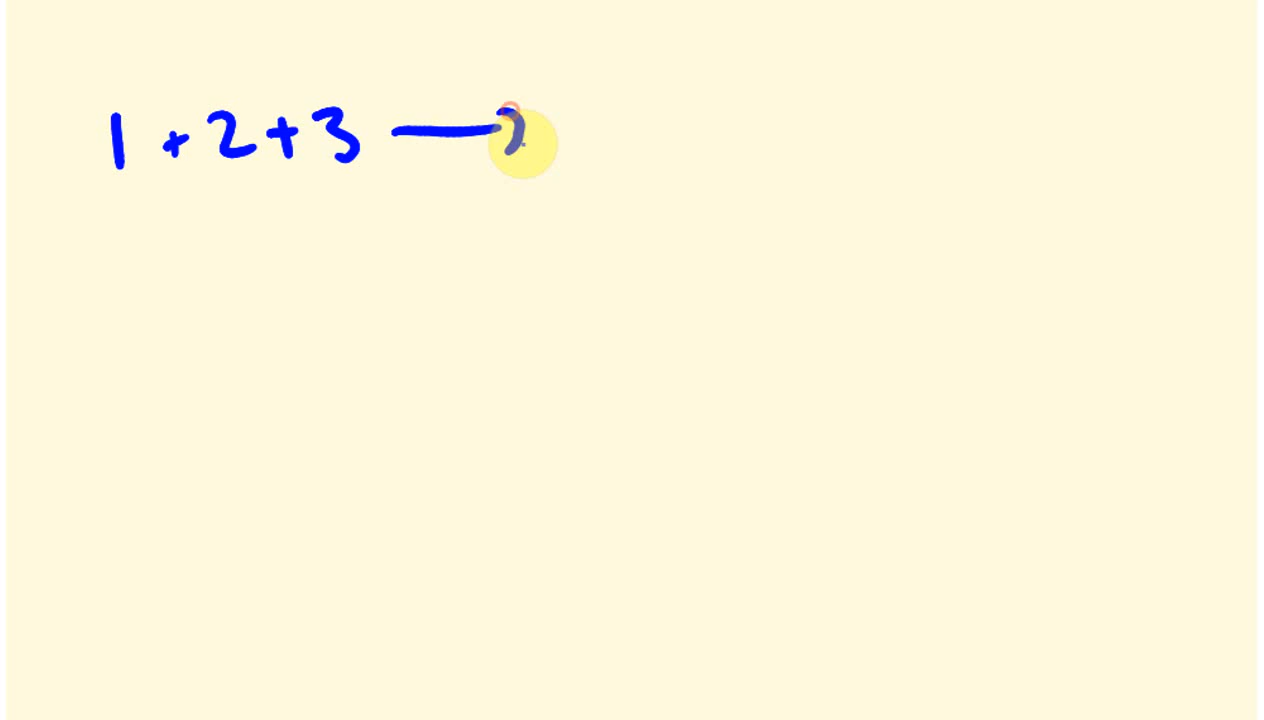 1 + 2 + 3 —